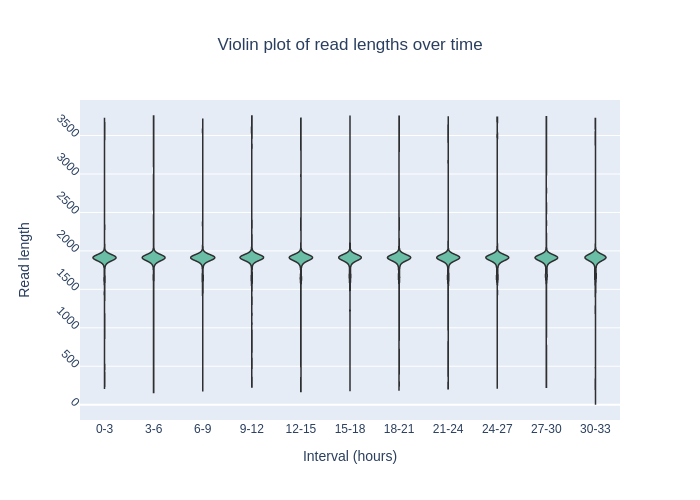 Violin plot of read lengths over time
3500
3000
2500
2000
1500
1000
500
0
Read length
0-3 3-6 6-9 9-12 12-15 15-18 18-21 21-24 24-27 27-30 30-33
Interval (hours)